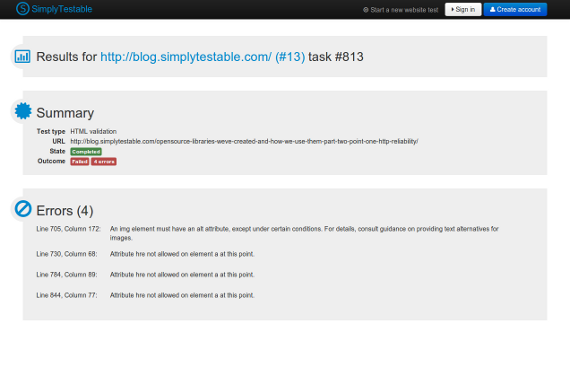 SimplyTestable
Start a new website test
Sign in
Create account
Results for http://blog.simplytestable.com/ (#13) task #813
Summary
Test type HTML validation
URL http://blog.simplytestable.com/opensource-libraries-weve-created-and-how-we-use-them-part-two-point-one-http-reliability/
State Completed
Outcome Failed 4 errors
Errors (4)
Line 705, Column 172: An img element must have an alt attribute, except under certain conditions. For details, consult guidance on providing text alternatives for
images.
Line 730, Column 68: Attribute hre not allowed on element a at this point.
Line 784, Column 89: Attribute hre not allowed on element a at this point.
Line 844, Column 77: Attribute hre not allowed on element a at this point.